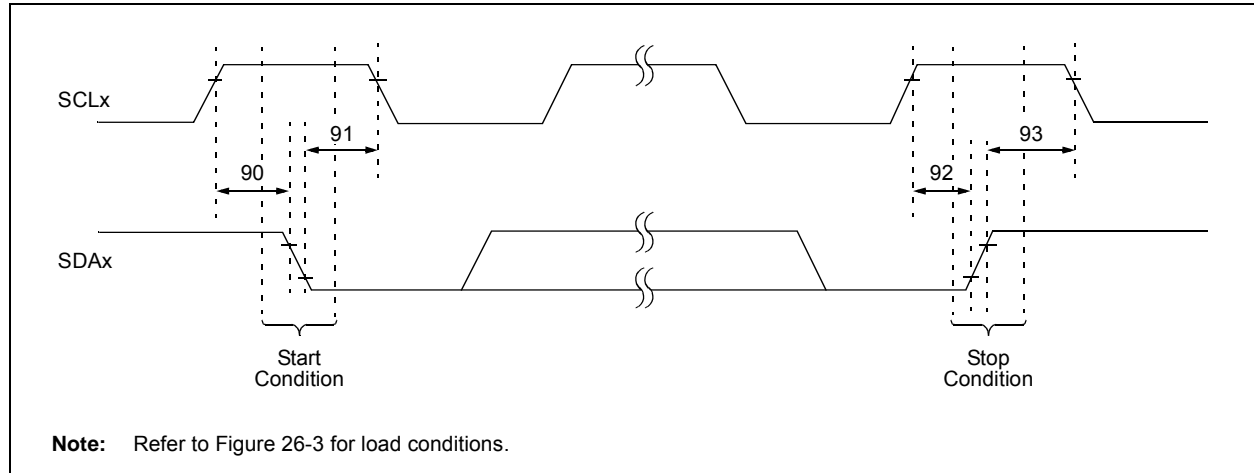 SCLx
91
93
90
92
SDAx
Start
Condition
Stop
Condition
Note: Refer to Figure 26-3 for load conditions.